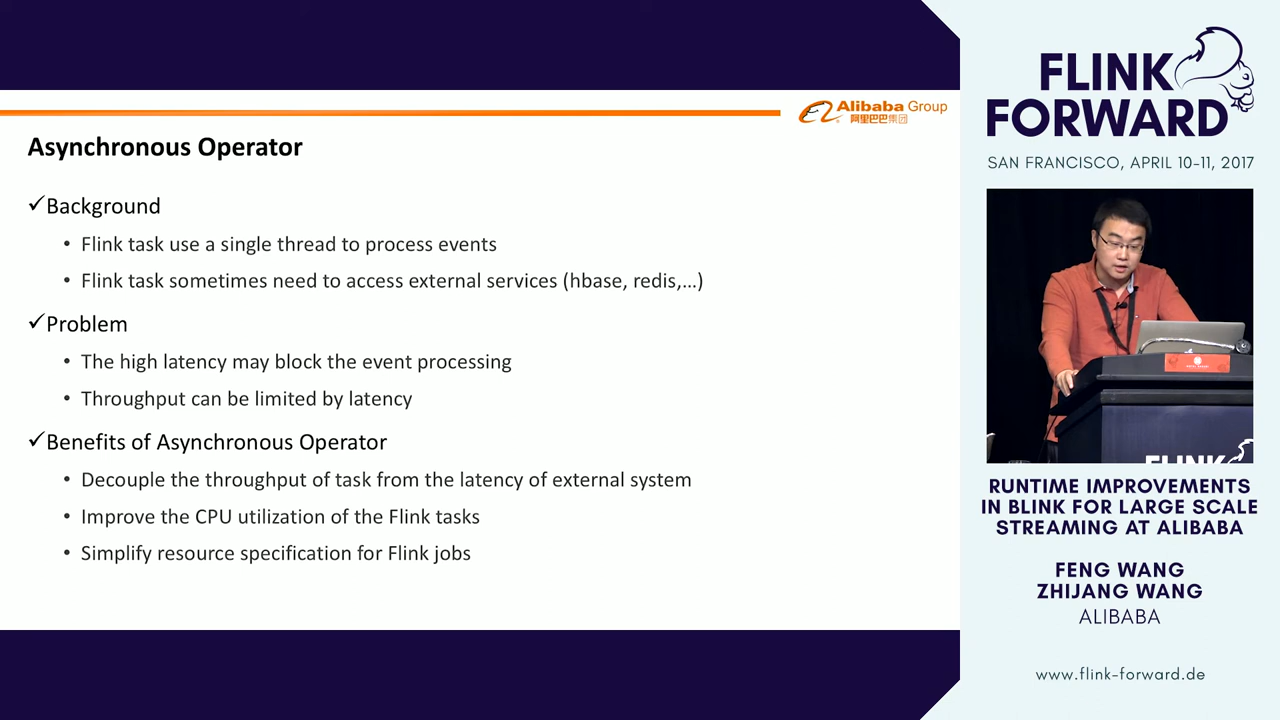 Alibaba Group
阿里巴巴集团
Asynchronous Operator
✓Background
• Flink task use a single thread to process events
• Flink task sometimes need to access external services (hbase, redis,...)
✓Problem
• The high latency may block the event processing
• Throughput can be limited by latency
✓Benefits of Asynchronous Operator
• Decouple the throughput of task from the latency of external system
• Improve the CPU utilization of the Flink tasks
• Simplify resource specification for Flink jobs
FLINK
FORWARD
SAN FRANCISCO, APRIL 10-11, 2017
FLINK
RUNTIME IMPROVEMENTS
IN BLINK FOR LARGE SCALE
STREAMING AT ALIBABA
FENG WANG
ZHIJANG WANG
ALIBABA
www.flink-forward.de